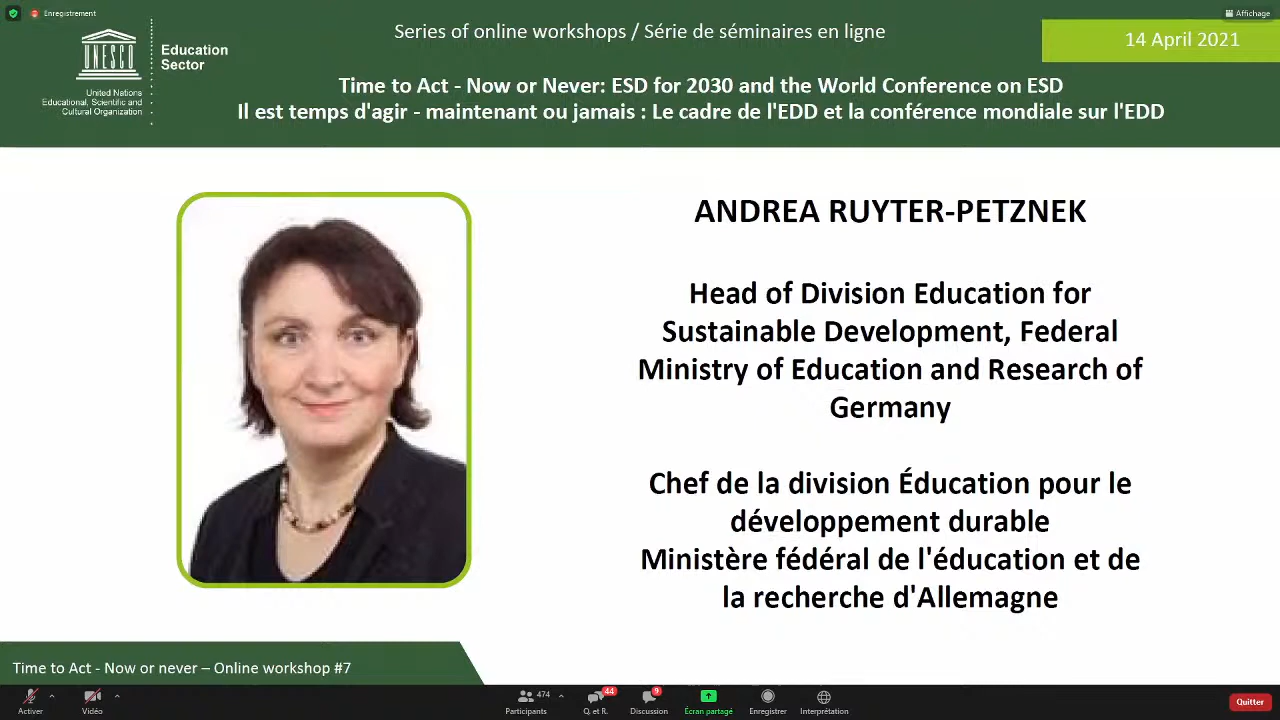 Enregistrement
Affichage
UNESCO
Education
Sector
United Nations
Educational, Scientific and
Cultural Organization
Series of online workshops / Série de séminaires en ligne
14 April 2021
Time to Act - Now or Never: ESD for 2030 and the World Conference on ESD
Il est temps d'agir - maintenant ou jamais : Le cadre de l'EDD et la conférence mondiale sur l'EDD
ANDREA RUYTER-PETZNEK
Head of Division Education for
Sustainable Development, Federal
Ministry of Education and Research of
Germany
Chef de la division Éducation pour le
développement durable
Ministère fédéral de l'éducation et de
la recherche d'Allemagne
Time to Act - Now or never – Online workshop #7
474
44
9
Activer
Vidéo
Participants
Q. et R.
Discussion
Écran partagé
Enregistrer
Interprétation
Quitter